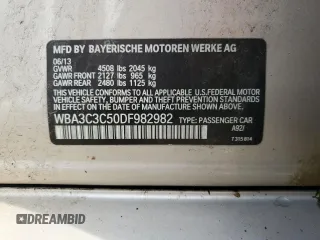 MFD BY BAYERISCHE MOTOREN WERKE AG
06/13
GVWR 4508 lbs 2045 kg
GAWR FRONT 2127 lbs 965 kg
GAWR REAR 2480 lbs 1125 kg
THIS VEHICLE CONFORMS TO ALL APPLICABLE
FEDERAL MOTOR VEHICLE SAFETY, BUMPER,
AND THEFT PREVENTION STANDARDS
IN EFFECT ON THE DATE OF MANUFACTURE SHOWN ABOVE.
WBA3C3C50DF982982 TYPE: PASSENGER CAR
DREAMBID